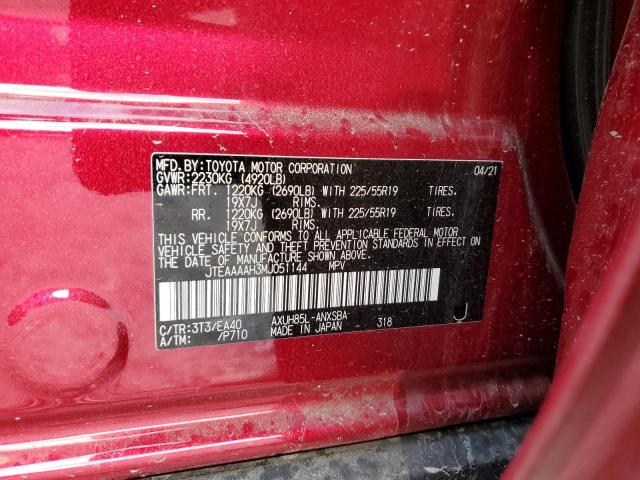 MFD.BY:TOYOTA MOTOR CORPORATION 04/21
GVWR:2230KG (4920LB)
GAWR:FRT. 1220KG (2690LB) WITH 225/55R19 TIRES.
- 19X7J RIMS.
RR. 1220KG (2690LB) WITH 225/55R19 TIRES.
- 19X7J RIMS.
THIS VEHICLE CONFORMS TO ALL APPLICABLE FEDERAL MOTOR
VEHICLE SAFETY AND THEFT PREVENTION STANDARDS IN EFFECT
ON THE DATE OF MANUFACTURE SHOWN ABOVE.
JTEAAAAH3MJ051144 MPV
C/TR:3T3/EA40 AXUH85L-ANXSBA
A/TM: /P710 MADE IN JAPAN 318 J